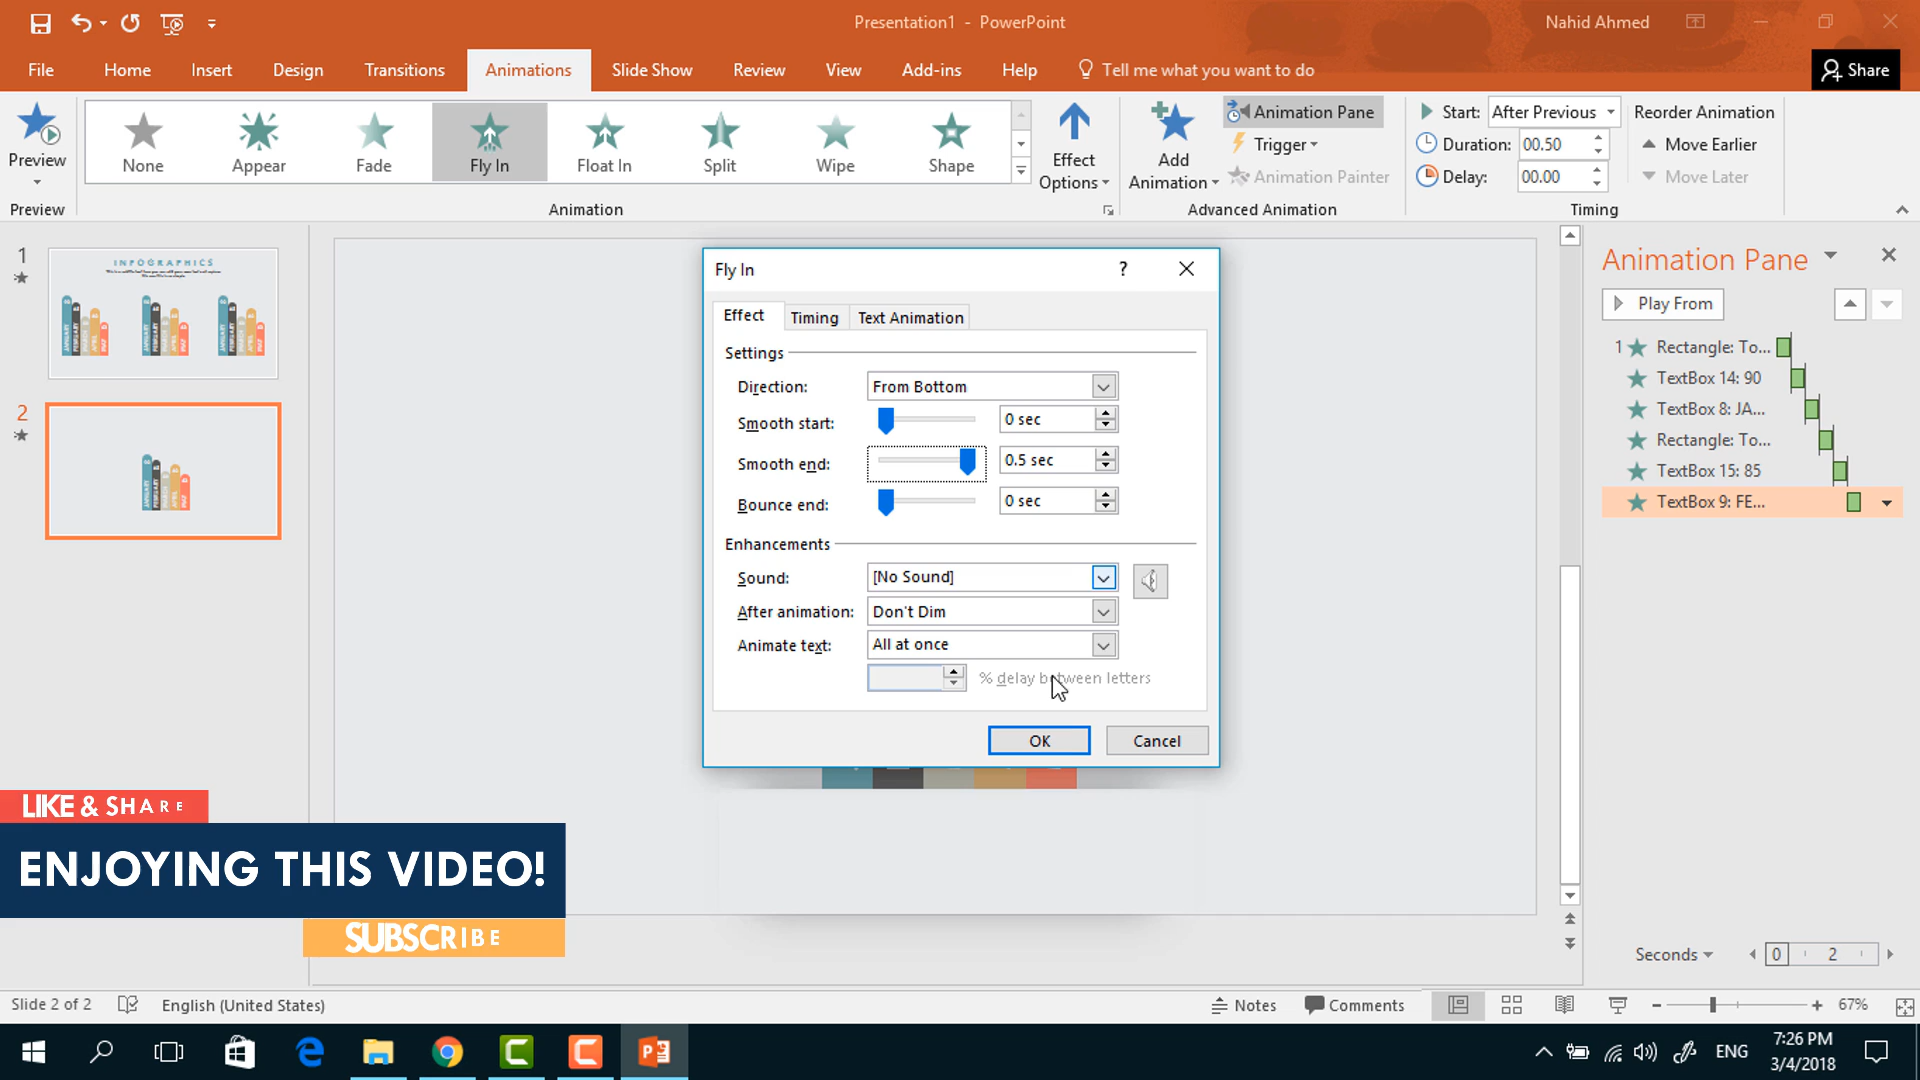 Presentation1 - PowerPoint
Nahid Ahmed
File Home Insert Design Transitions Animations Slide Show Review View Add-ins Help Tell me what you want to do Share
Preview
Preview
None
Appear
Fade
Fly In
Float In
Split
Wipe
Shape
Animation
Effect Options
Add Animation
Animation Pane
Trigger
Animation Painter
Advanced Animation
Start: After Previous
Duration: 00.50
Delay: 00.00
Timing
Reorder Animation
Move Earlier
Move Later
1
INFOGRAPHICS
2
Fly In
?
Effect Timing Text Animation
Settings
Direction: From Bottom
Smooth start: 0 sec
Smooth end: 0.5 sec
Bounce end: 0 sec
Enhancements
Sound: [No Sound]
After animation: Don't Dim
Animate text: All at once
% delay between letters
OK Cancel
Animation Pane
Play From
1 Rectangle: To...
TextBox 14: 90
TextBox 8: JA...
Rectangle: To...
TextBox 15: 85
TextBox 9: FE...
Seconds 0 2
LIKE & SHARE
ENJOYING THIS VIDEO!
SUBSCRIBE
Slide 2 of 2
English (United States)
Notes
Comments
67%
ENG
7:26 PM
3/4/2018